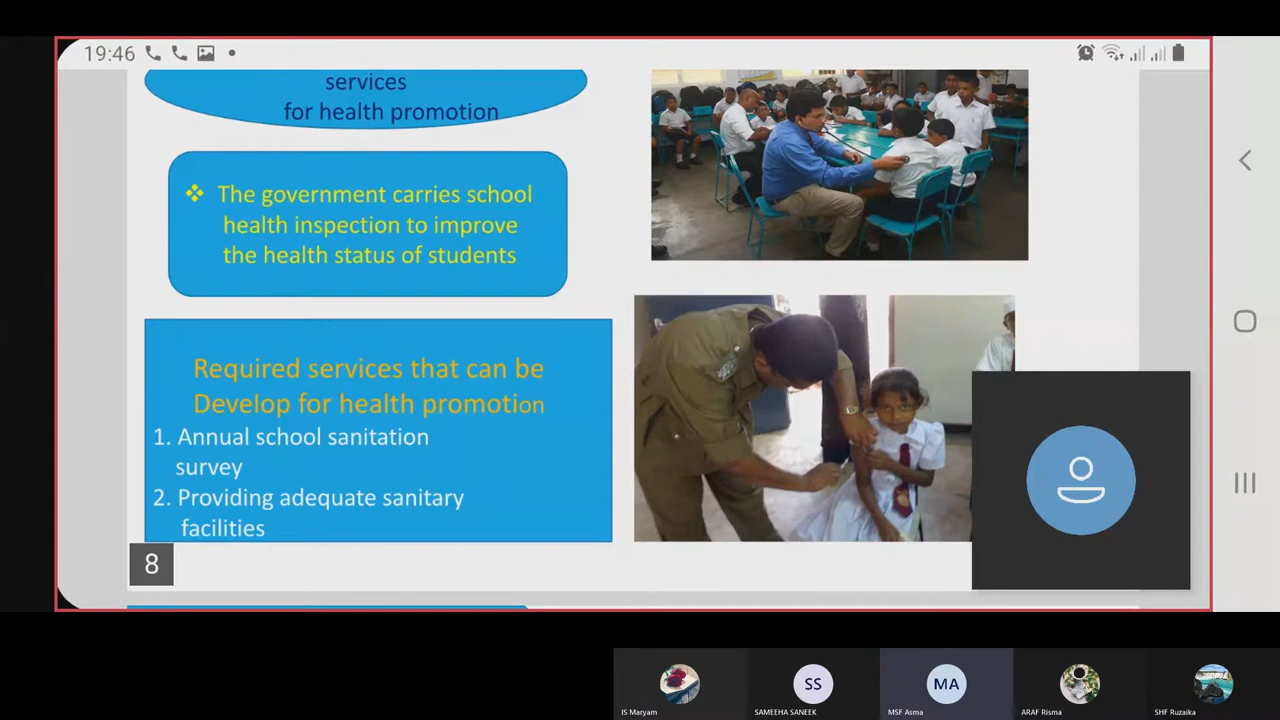 19:46
services
for health promotion
❖ The government carries school
health inspection to improve
the health status of students
Required services that can be
Develop for health promotion
1. Annual school sanitation
survey
2. Providing adequate sanitary
facilities
8
SS
MA
IS Maryam
SAMEEHA SANEEK
MSF Asma
ARAF Risma
SHF Ruzaika